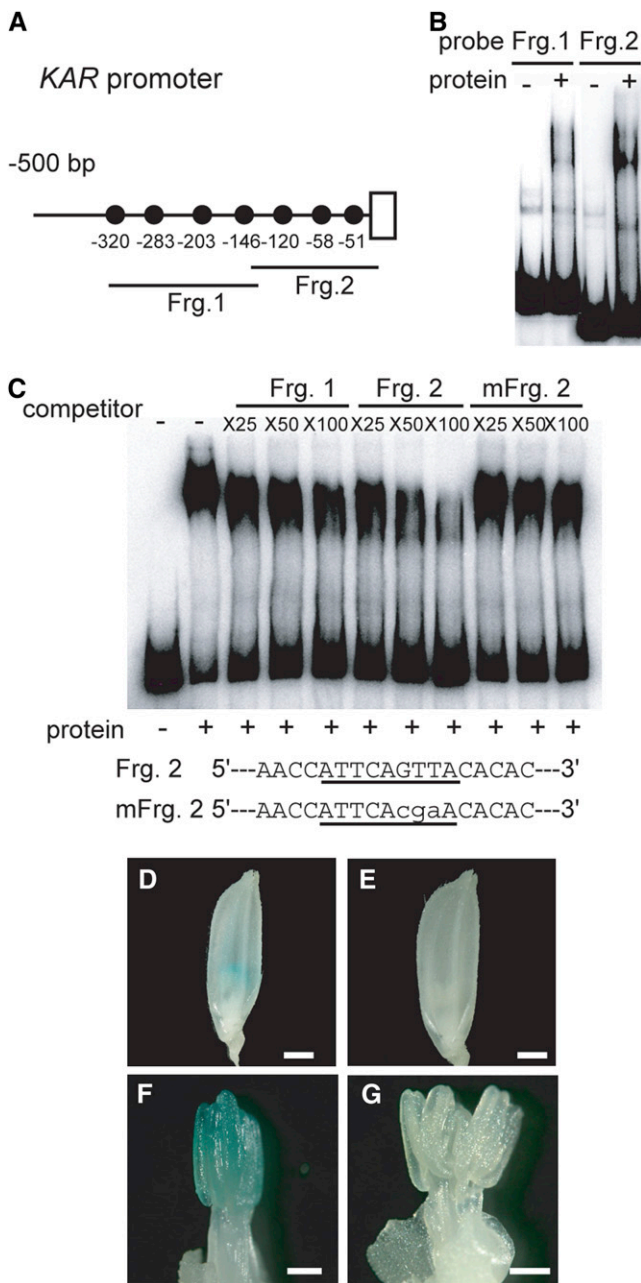 A
KAR promoter
-500 bp
-320 -283 -203 -146 -120 -58 -51
Frg.1
Frg.2
B
probe Frg.1 Frg.2
protein - + - +
C
Frg. 1 Frg. 2 mFrg. 2
competitor - - X25 X50 X100 X25 X50 X100 X25 X50 X100
protein - + + + + + + + + + +
Frg. 2 5'---AACCATTCAGTTACACAC---3'
mFrg. 2 5'---AACCATTCAcgaACACAC---3'
D
E
F
G